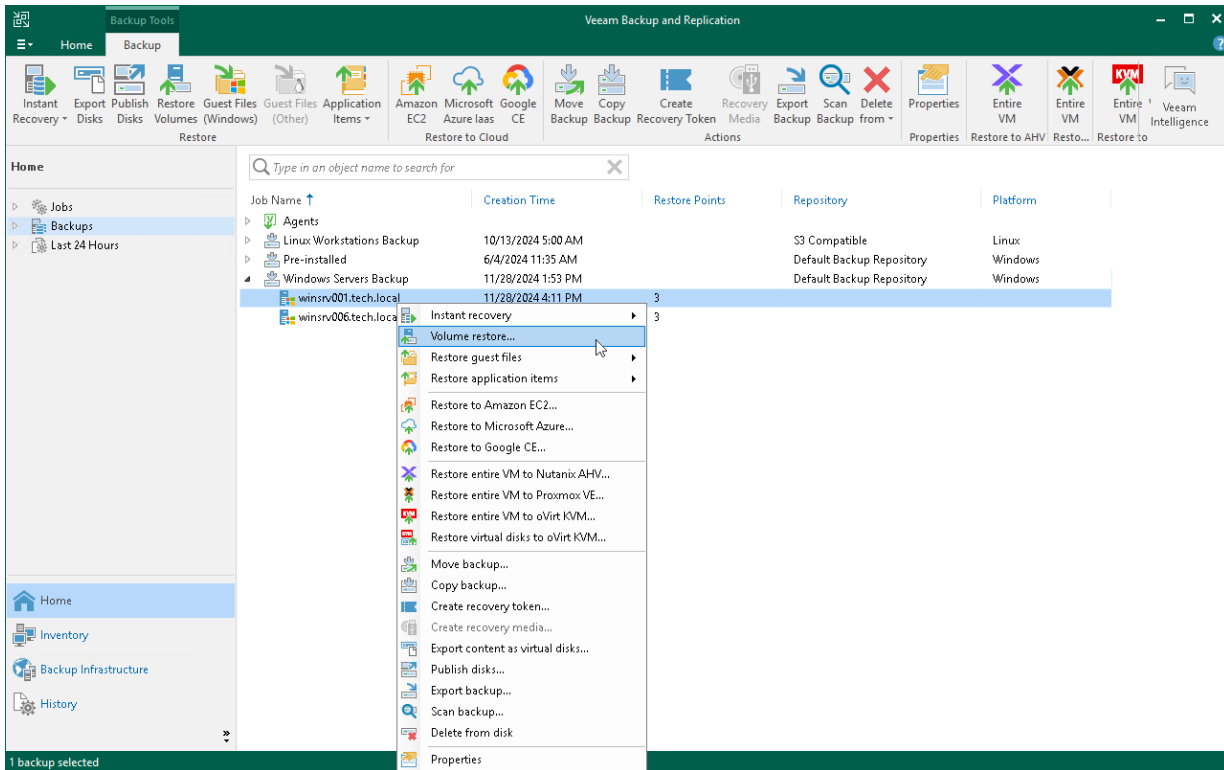 Backup Tools
Veeam Backup and Replication
Home Backup
Instant Recovery
Export Disks
Publish Disks
Restore Volumes
Guest Files (Windows)
Guest Files (Other)
Application Items
Amazon EC2
Microsoft Azure Iaas
Google CE
Move Backup
Copy Backup
Create Recovery Token
Recovery Media
Export Backup
Scan Backup
Delete from
Properties
Entire VM
Entire VM
Entire VM
Veeam Intelligence
Restore
Restore to Cloud
Actions
Properties
Restore to AHV
Resto...
Restore to
Home
Type in an object name to search for
Jobs
Backups
Last 24 Hours
Job Name Creation Time Restore Points Repository Platform
Agents
Linux Workstations Backup 10/13/2024 5:00 AM S3 Compatible Linux
Pre-installed 6/4/2024 11:35 AM Default Backup Repository Windows
Windows Servers Backup 11/28/2024 1:53 PM Default Backup Repository Windows
winsrv001.tech.local 11/28/2024 4:11 PM 3
winsrv006.tech.loca 3
Instant recovery
Volume restore...
Restore guest files
Restore application items
Restore to Amazon EC2...
Restore to Microsoft Azure...
Restore to Google CE...
Restore entire VM to Nutanix AHV...
Restore entire VM to Proxmox VE...
Restore entire VM to oVirt KVM...
Restore virtual disks to oVirt KVM...
Move backup...
Copy backup...
Create recovery token...
Create recovery media...
Export content as virtual disks...
Publish disks...
Export backup...
Scan backup...
Delete from disk
Properties
Home
Inventory
Backup Infrastructure
History
1 backup selected